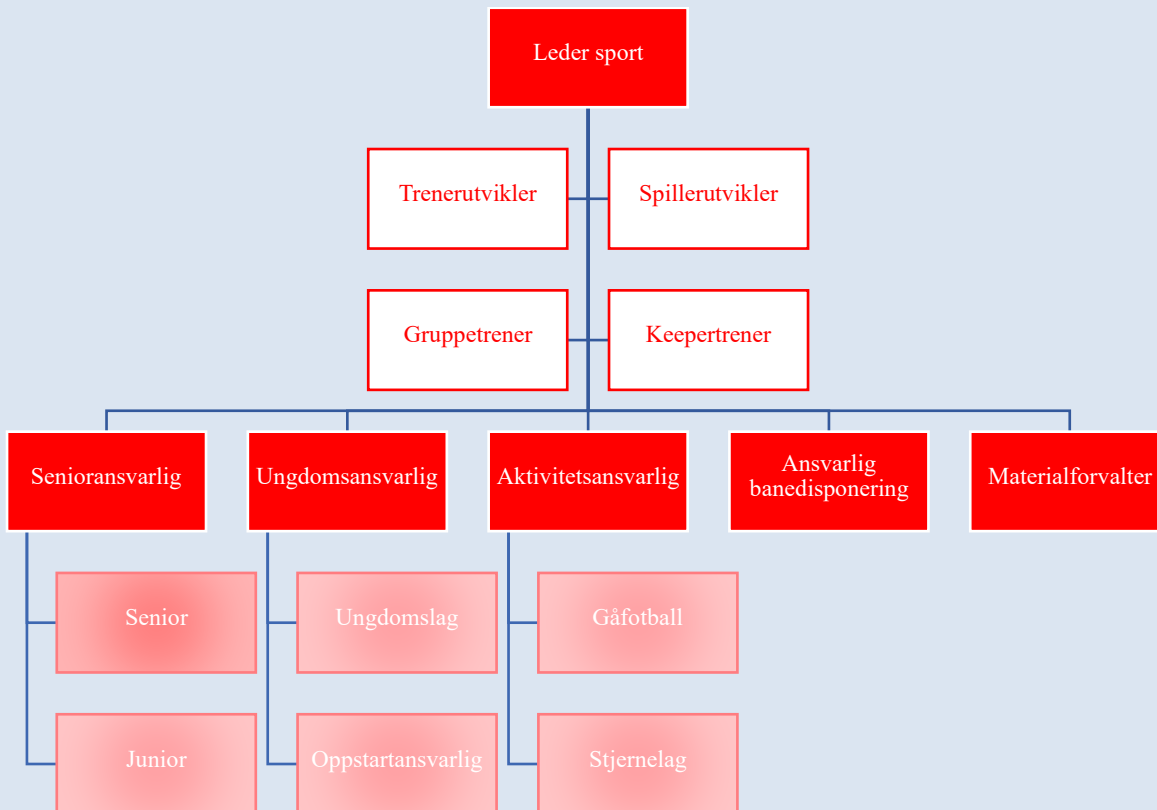 Leder sport
Trenerutvikler
Spillerutvikler
Gruppetrener
Keepertrener
Senioransvarlig
Ungdomsansvarlig
Aktivitetsansvarlig
Ansvarlig
banedisponering
Materialforvalter
Senior
Ungdomslag
Gåfotball
Junior
Oppstartansvarlig
Stjernelag